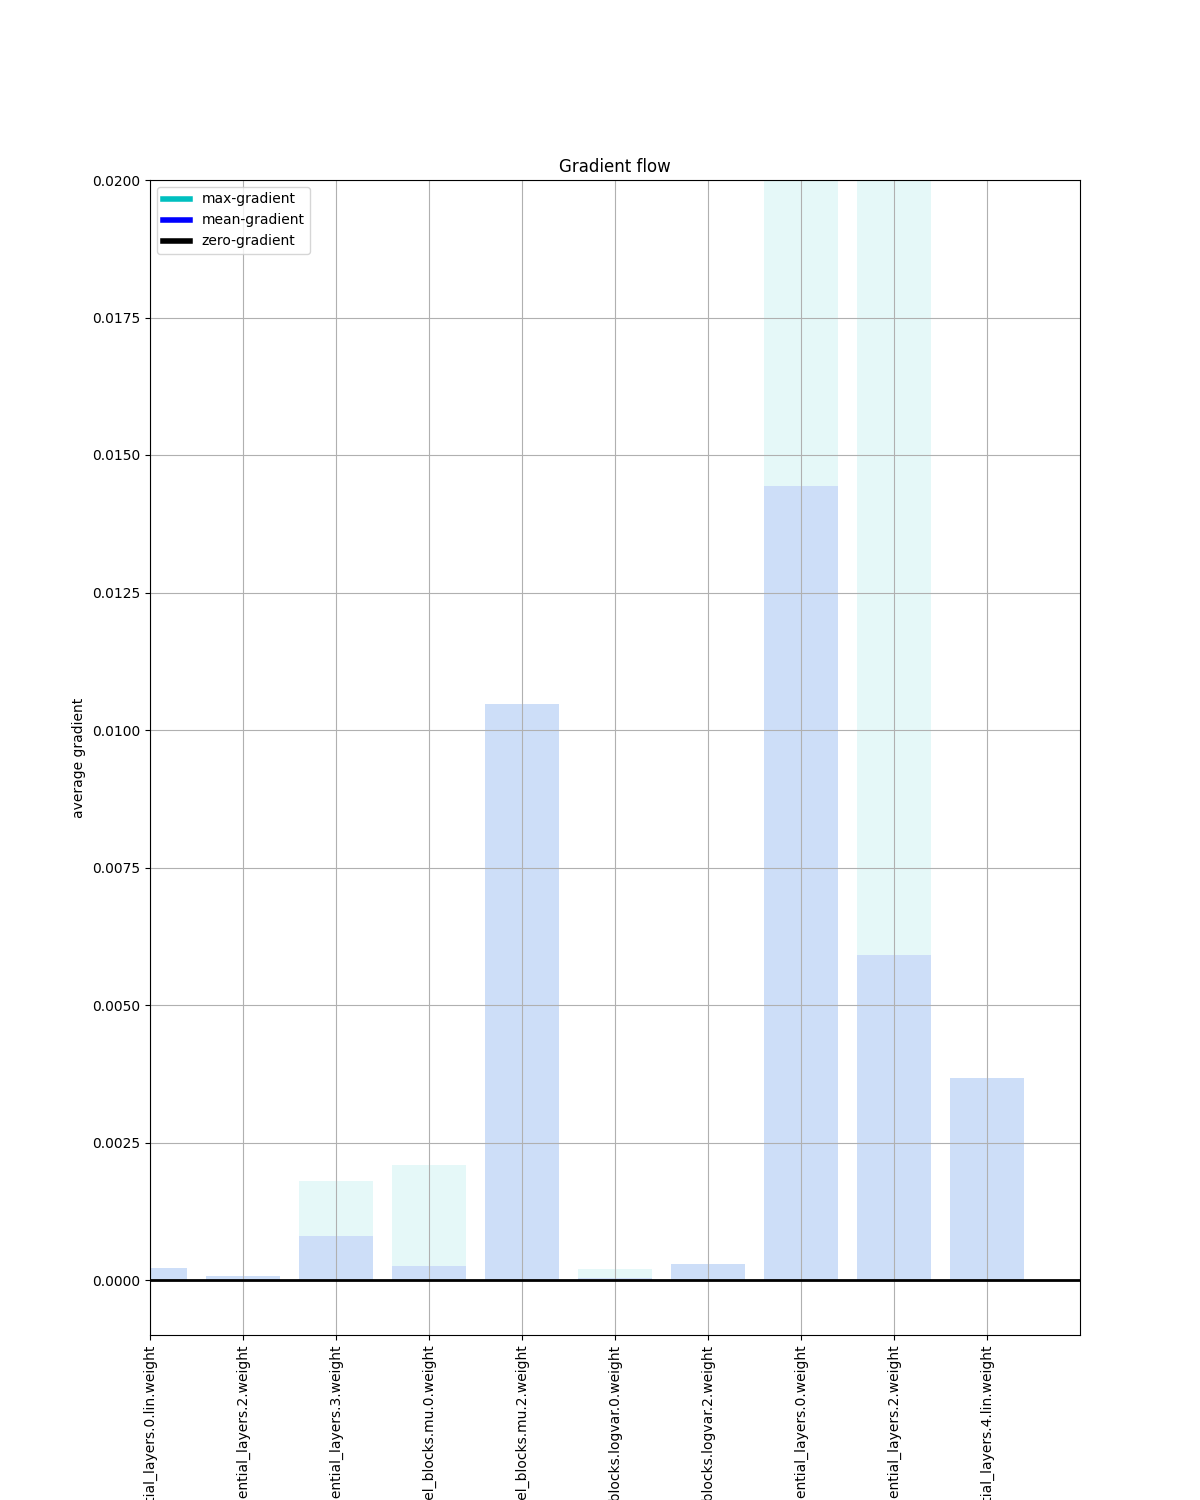 Gradient flow
max-gradient
mean-gradient
zero-gradient
0.0200
0.0175
0.0150
0.0125
0.0100
0.0075
0.0050
0.0025
0.0000
average gradient
tial_layers.0.lin.weight
ential_layers.2.weight
ential_layers.3.weight
el_blocks.mu.0.weight
el_blocks.mu.2.weight
blocks.logvar.0.weight
blocks.logvar.2.weight
ential_layers.0.weight
ential_layers.2.weight
tial_layers.4.lin.weight